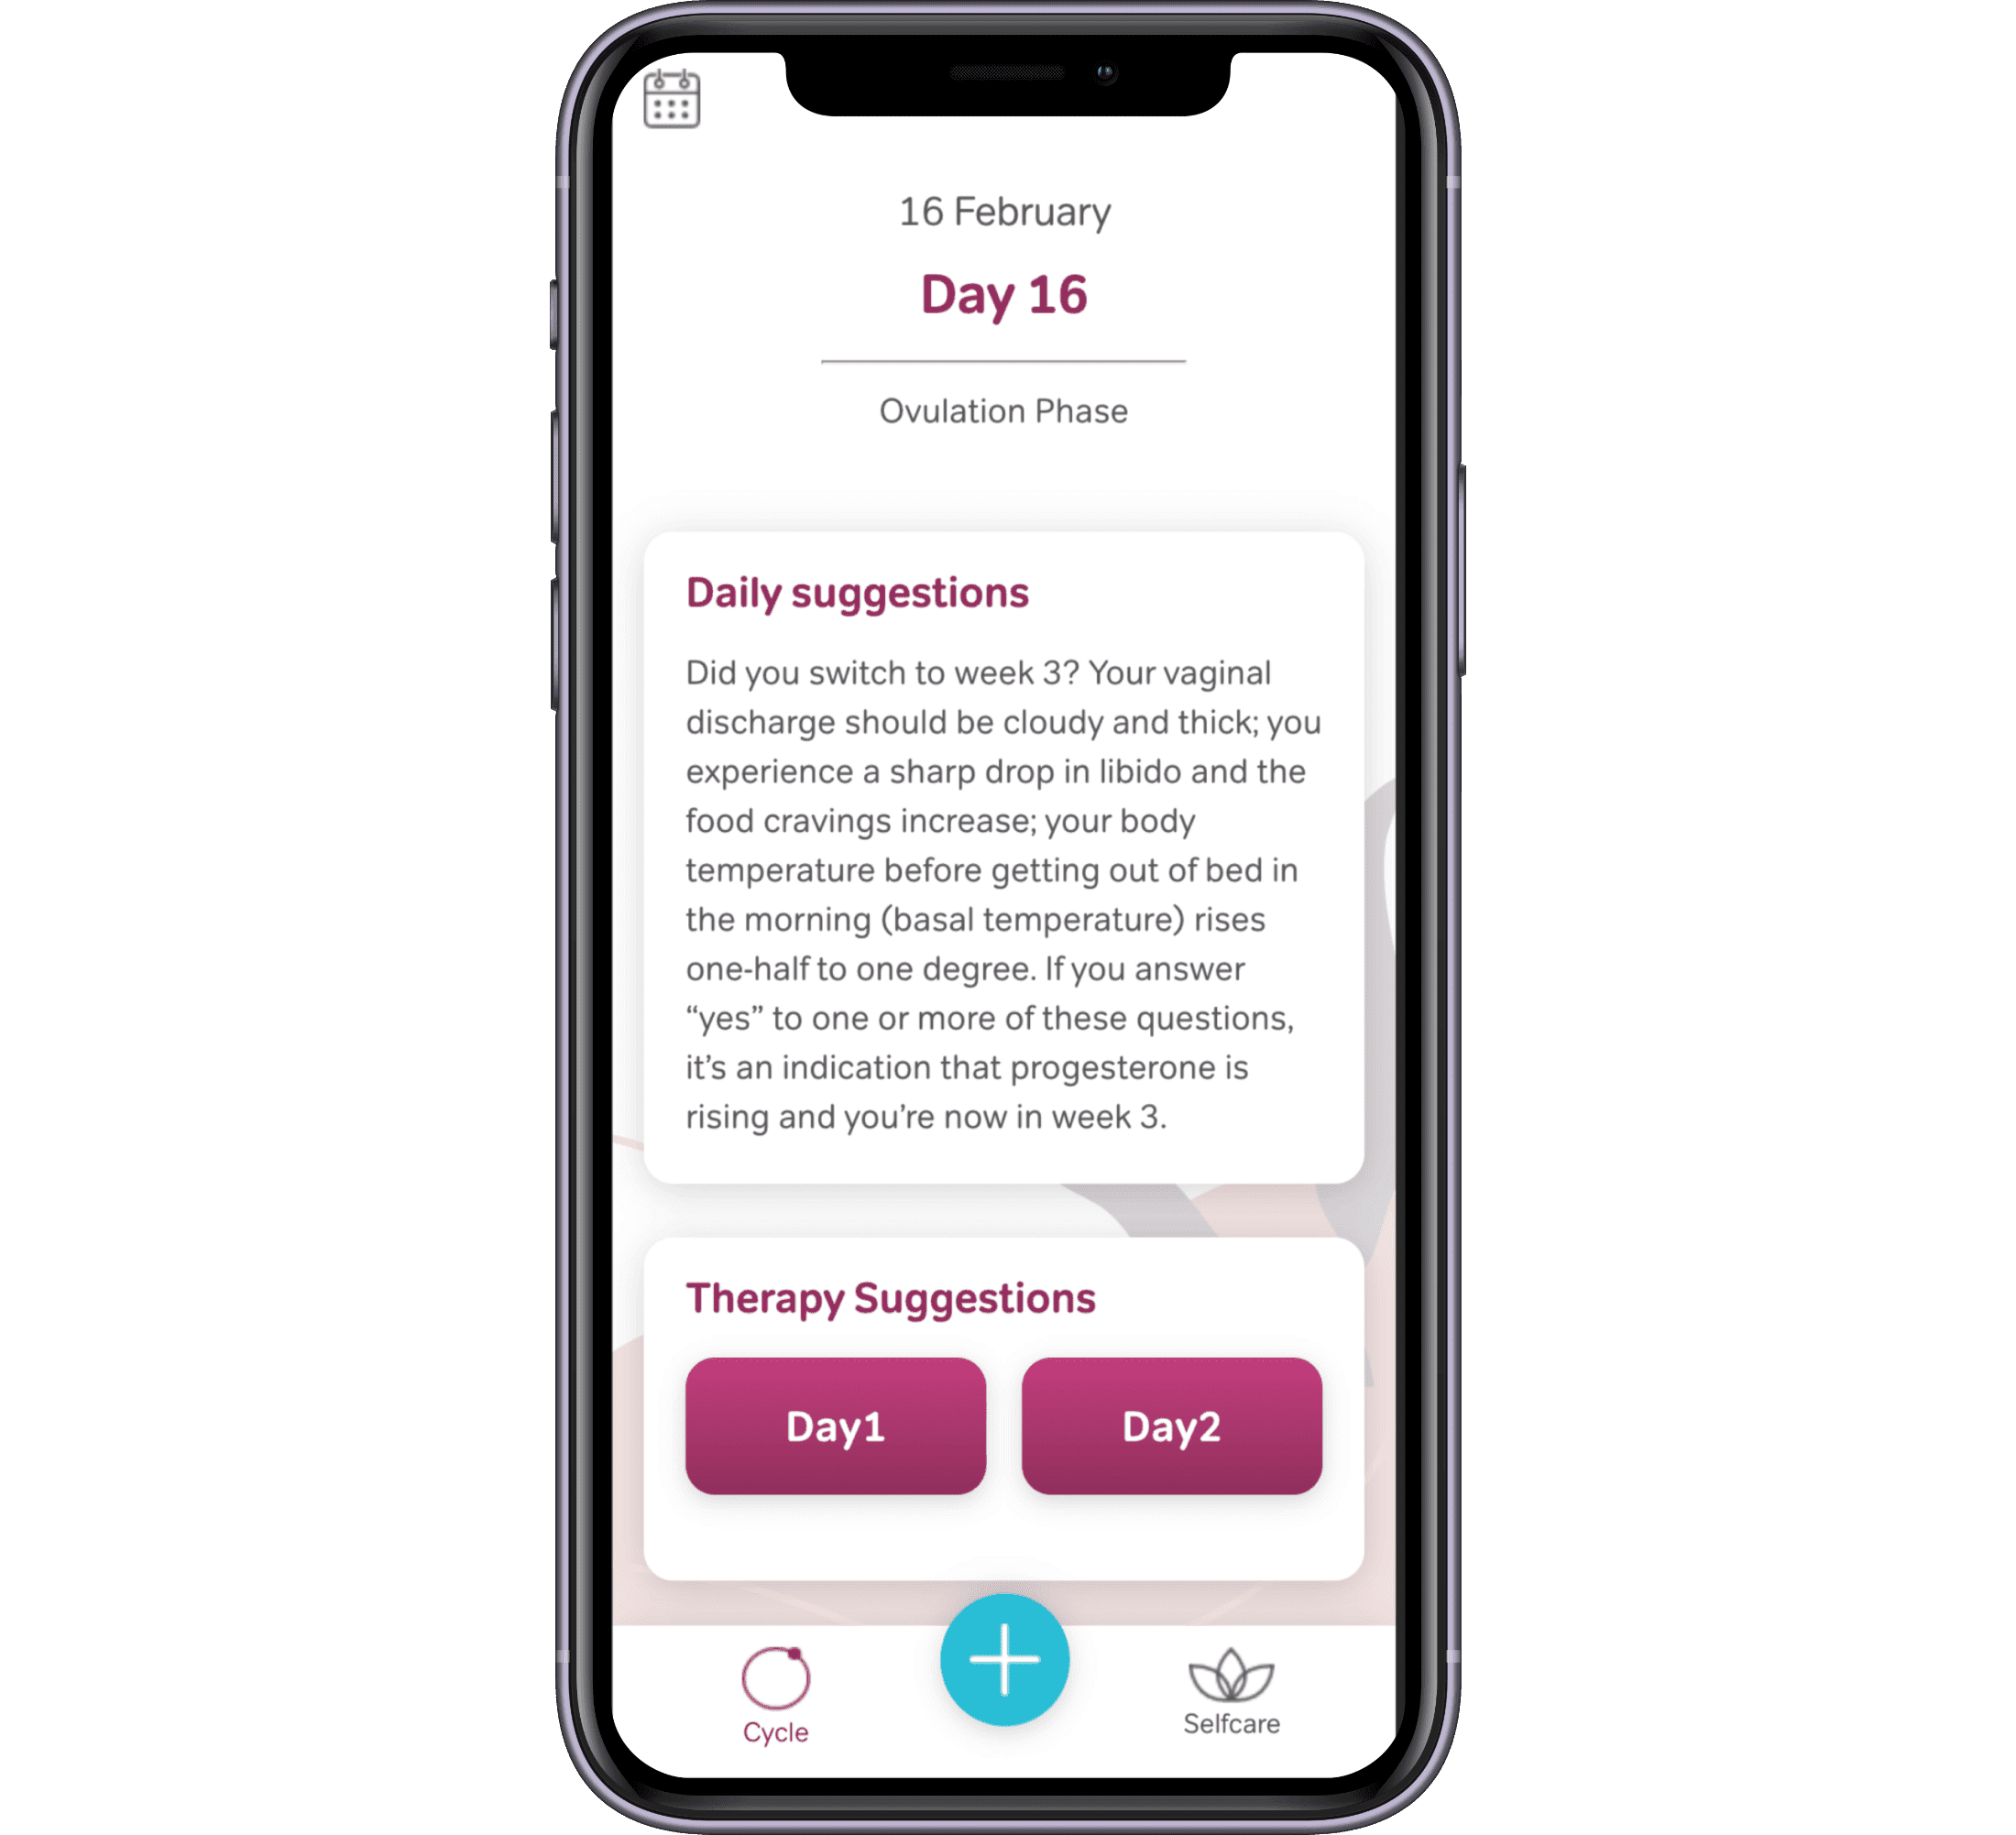 16 February
Day 16
Ovulation Phase
Daily suggestions
Did you switch to week 3? Your vaginal
discharge should be cloudy and thick; you
experience a sharp drop in libido and the
food cravings increase; your body
temperature before getting out of bed in
the morning (basal temperature) rises
one-half to one degree. If you answer
“yes” to one or more of these questions,
it’s an indication that progesterone is
rising and you’re now in week 3.
Therapy Suggestions
Day1 Day2
Cycle Selfcare